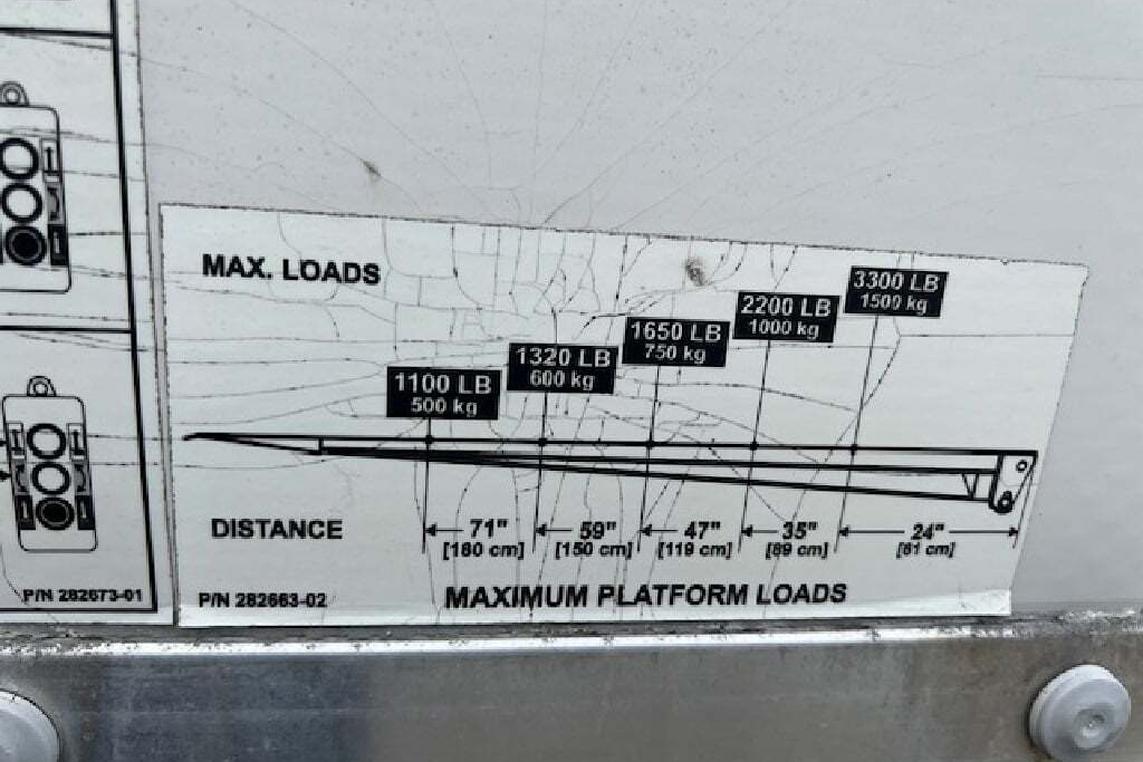 MAX. LOADS
3300 LB
1500 kg
2200 LB
1000 kg
1650 LB
750 kg
1320 LB
600 kg
1100 LB
500 kg
DISTANCE
71" 59" 47" 35" 24"
[180 cm] [150 cm] [119 cm] [89 cm] [61 cm]
P/N 282673-01
P/N 282663-02
MAXIMUM PLATFORM LOADS